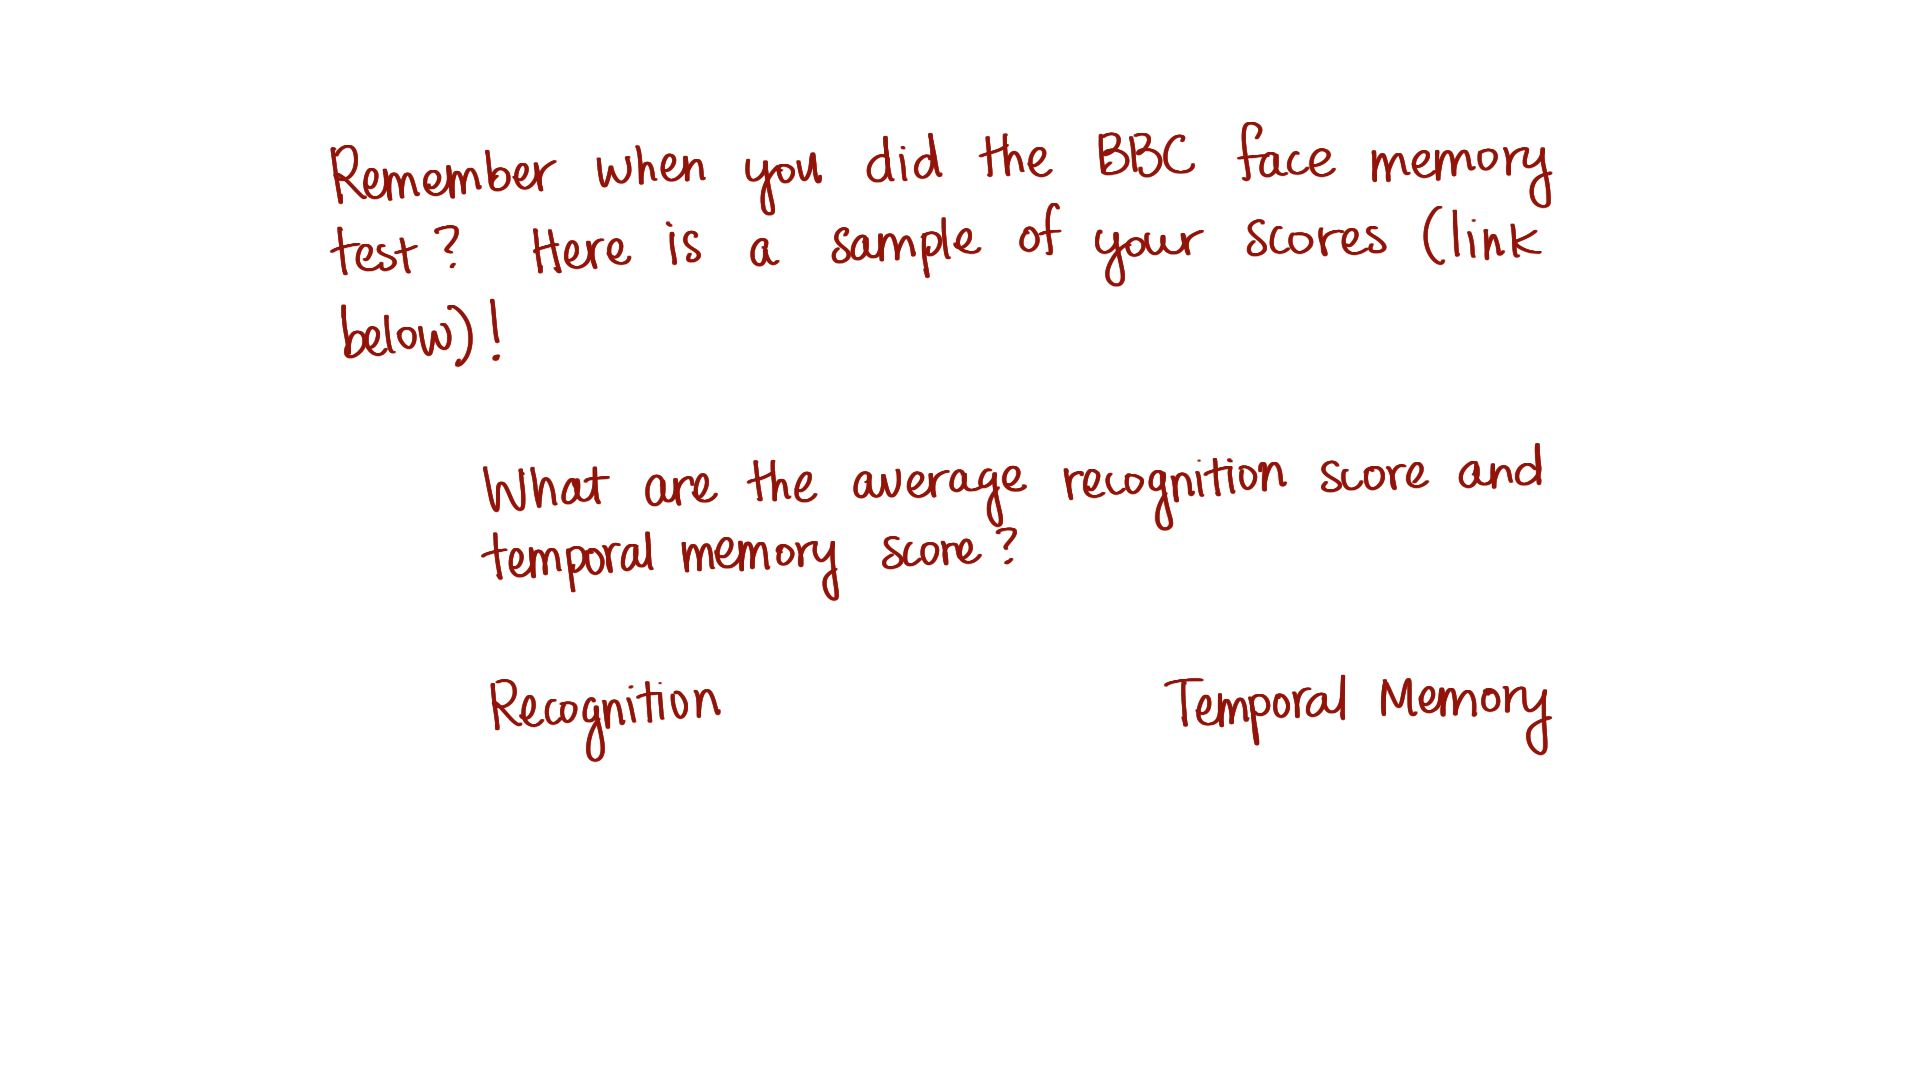 Remember when you did the BBC face memory
test? Here is a sample of your scores (link
below)!
What are the average recognition score and
temporal memory score?
Recognition Temporal Memory